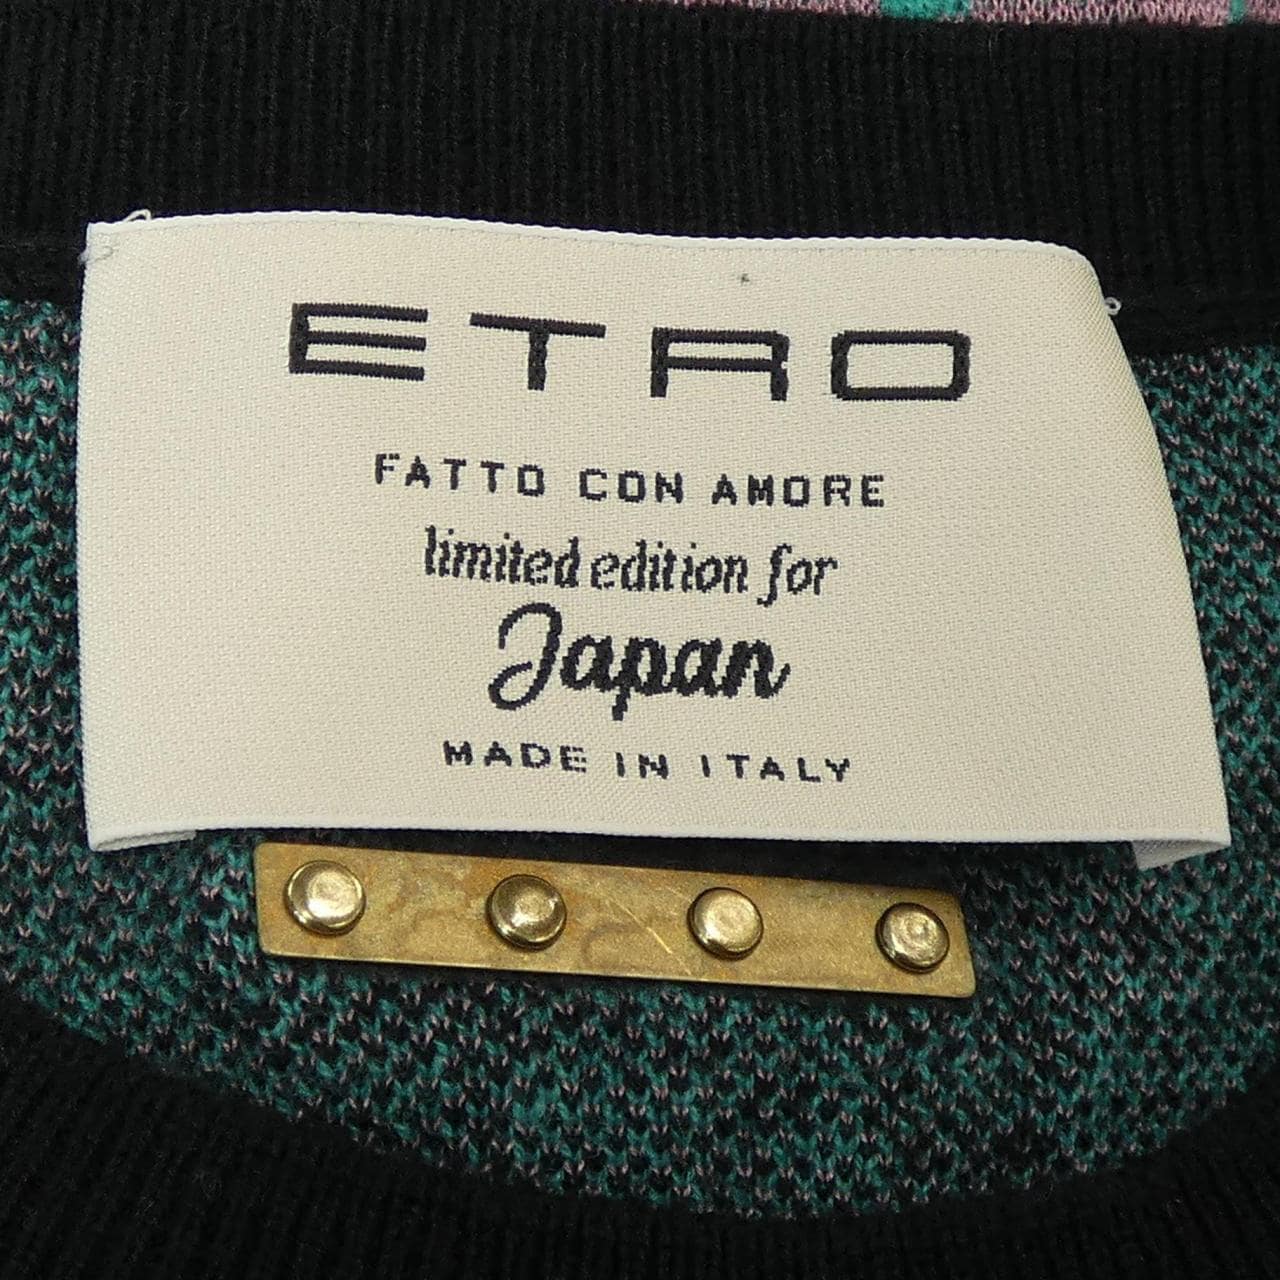 ETRO
FATTO CON AMORE
limited edition for
Japan
MADE IN ITALY